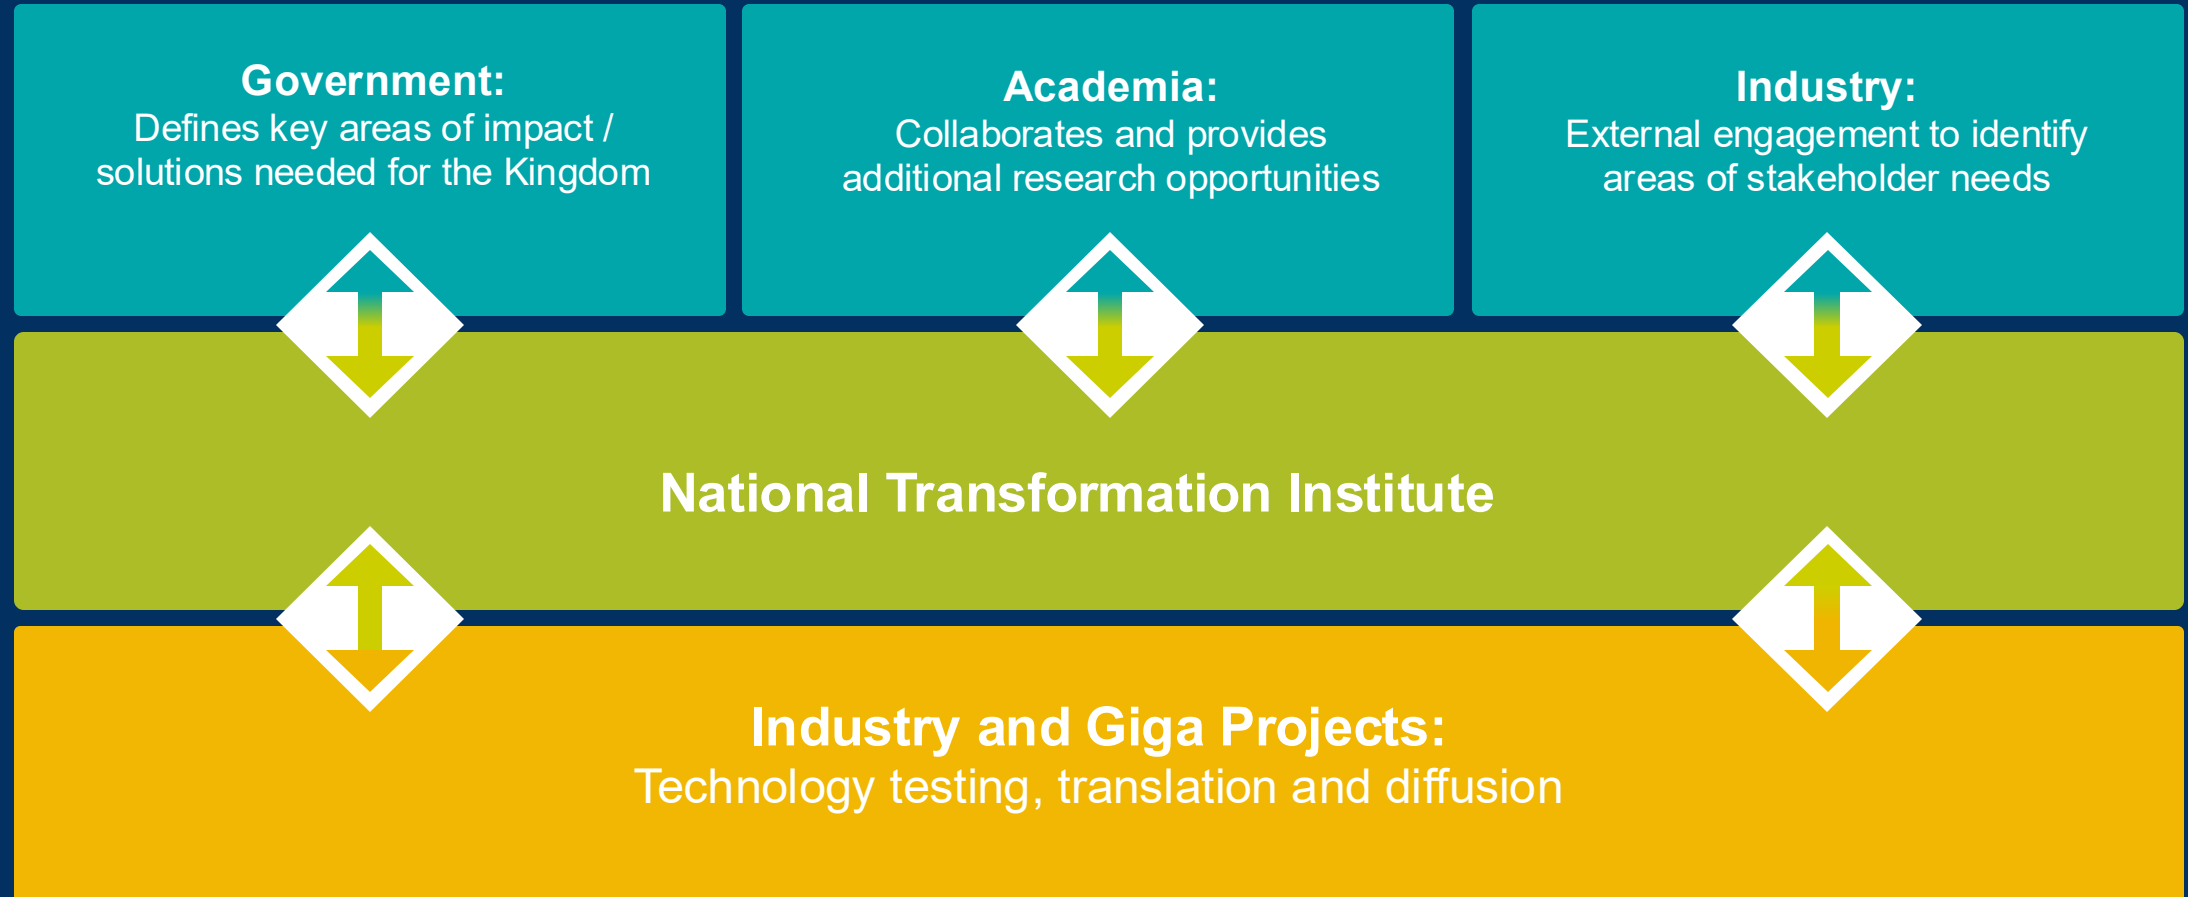 Government:
Defines key areas of impact /
solutions needed for the Kingdom
Academia:
Collaborates and provides
additional research opportunities
Industry:
External engagement to identify
areas of stakeholder needs
National Transformation Institute
Industry and Giga Projects:
Technology testing, translation and diffusion